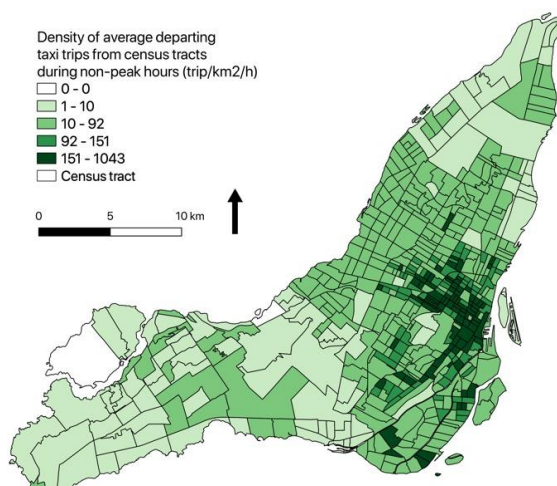 Density of average departing
taxi trips from census tracts
during non-peak hours (trip/km2/h)
0 - 0
1 - 10
10 - 92
92 - 151
151 - 1043
Census tract
0 5 10 km